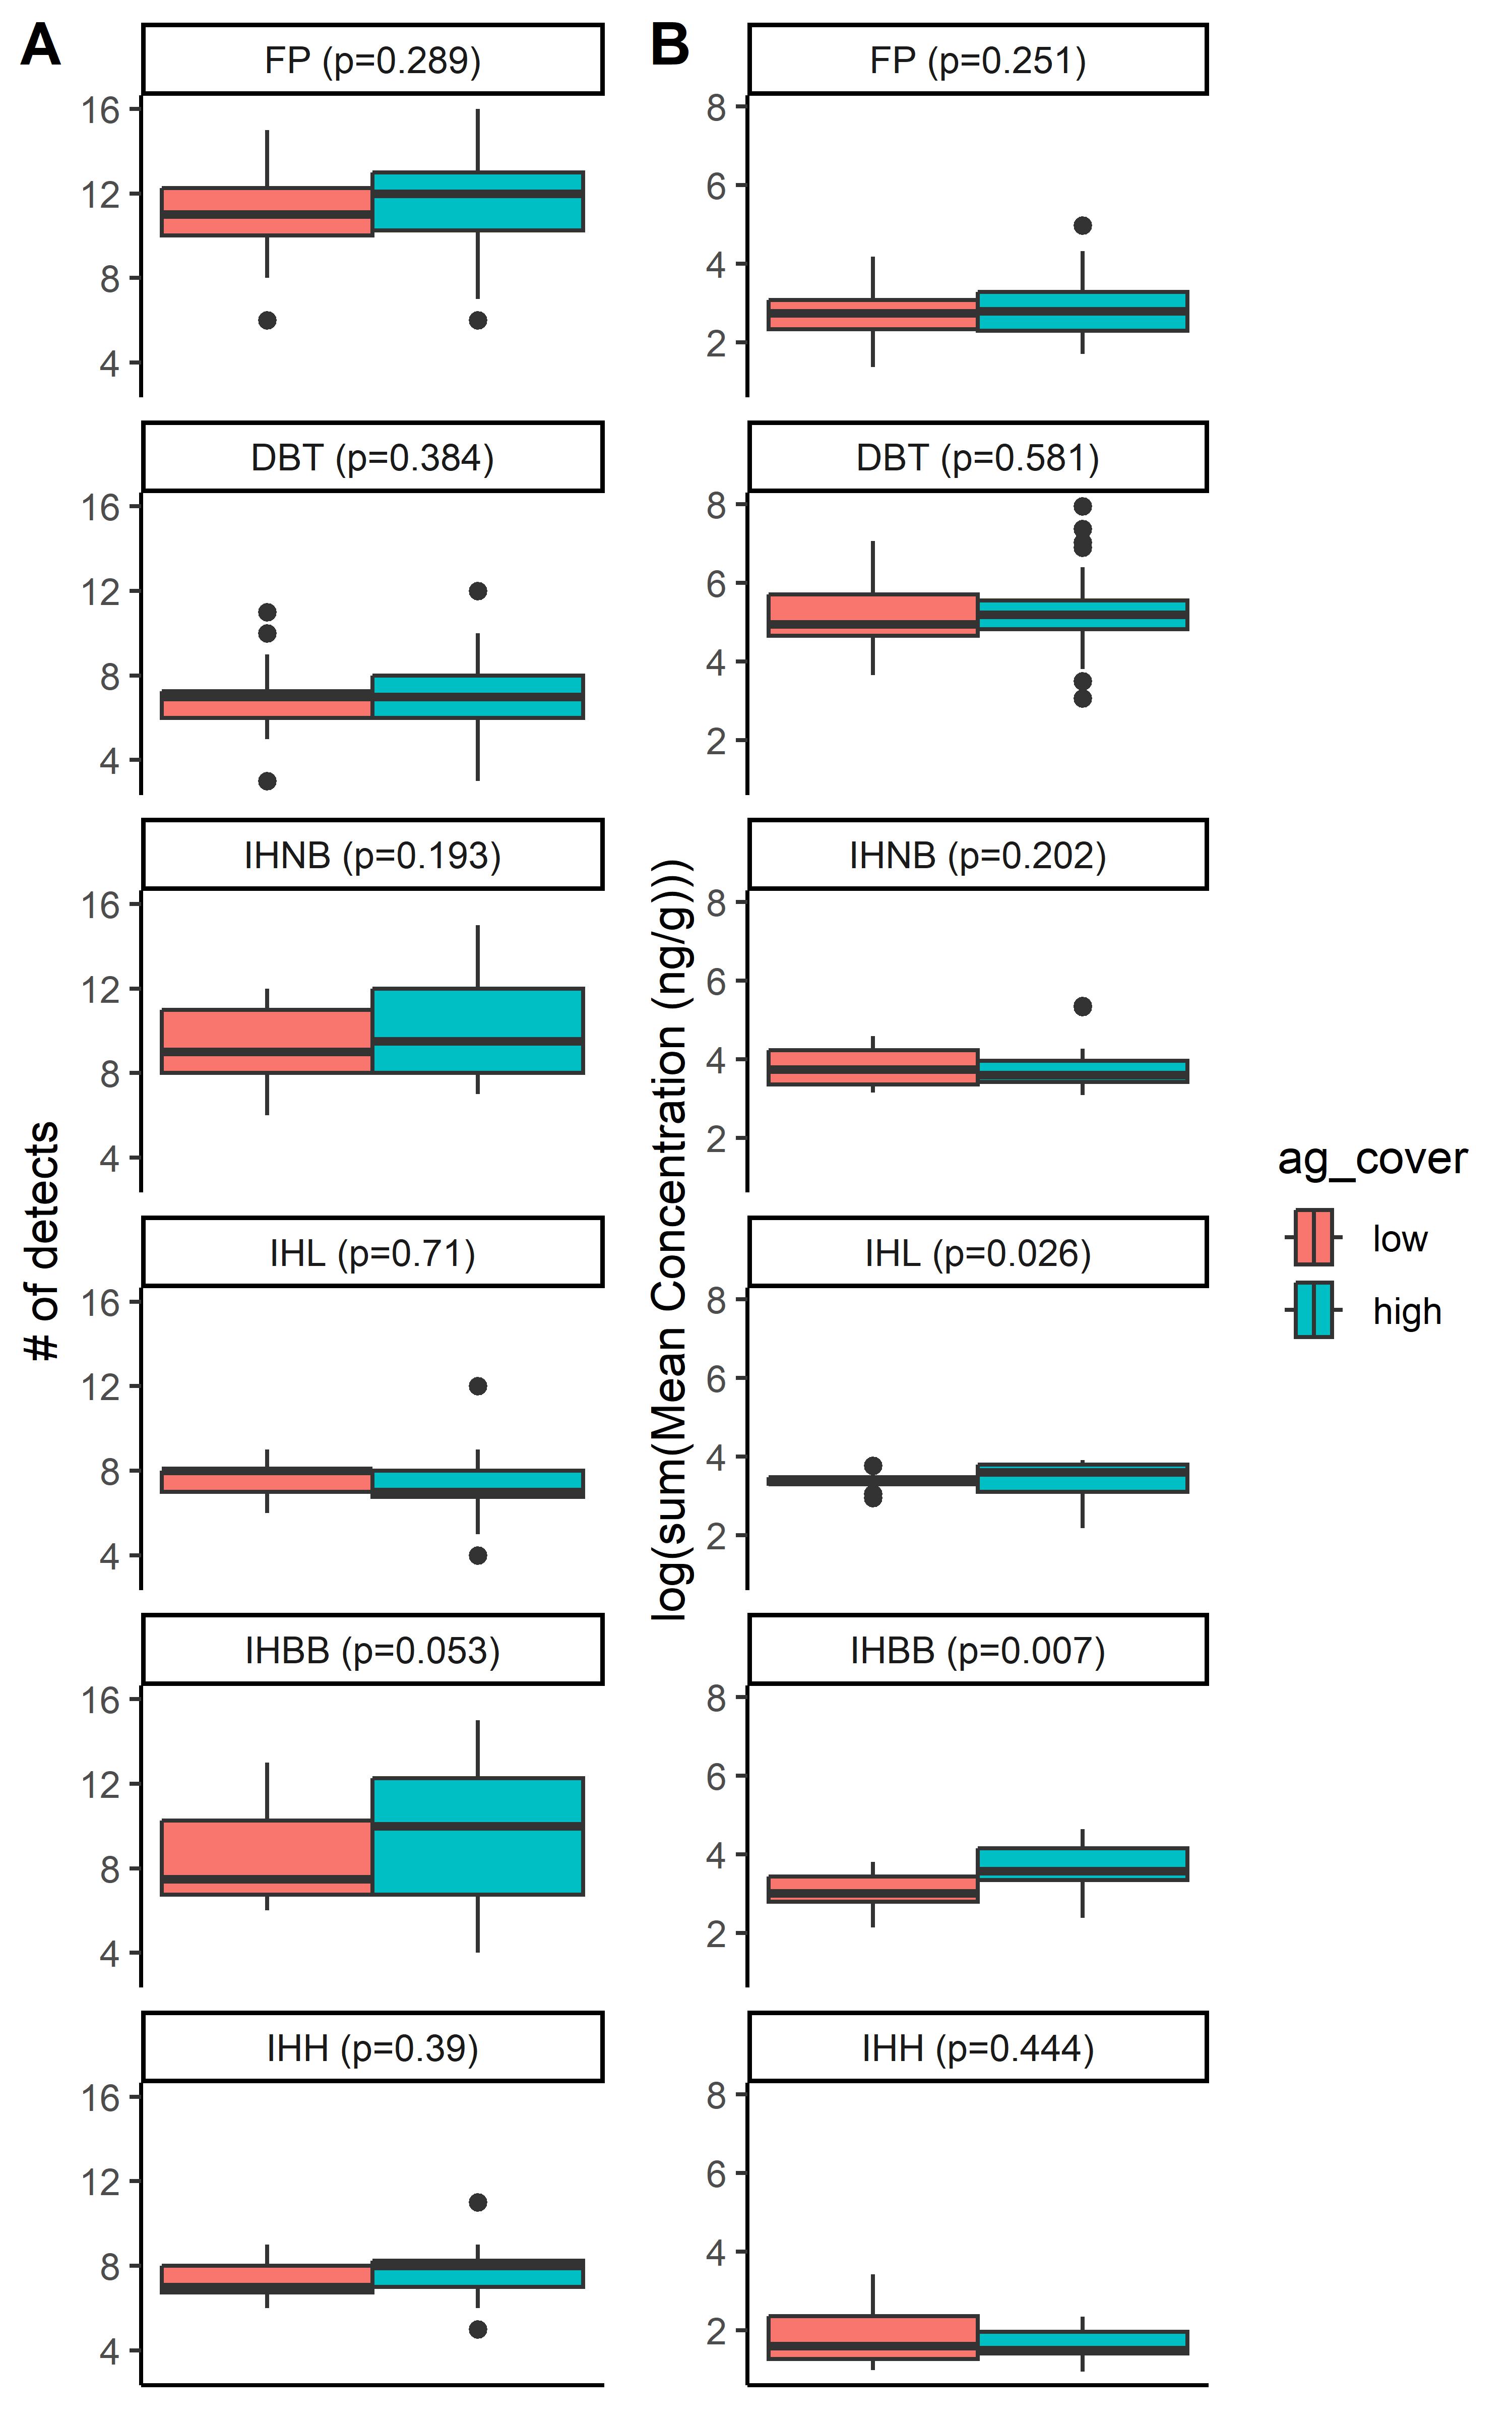 A
FP (p=0.289)
16
12
8
4
DBT (p=0.384)
16
12
8
4
IHNB (p=0.193)
16
12
8
4
IHL (p=0.71)
16
12
8
4
IHBB (p=0.053)
16
12
8
4
IHH (p=0.39)
16
12
8
4
# of detects
B
FP (p=0.251)
8
6
4
2
DBT (p=0.581)
8
6
4
2
IHNB (p=0.202)
8
6
4
2
IHL (p=0.026)
8
6
4
2
IHBB (p=0.007)
8
6
4
2
IHH (p=0.444)
8
6
4
2
log(sum(Mean Concentration (ng/g))))
ag_cover
low
high